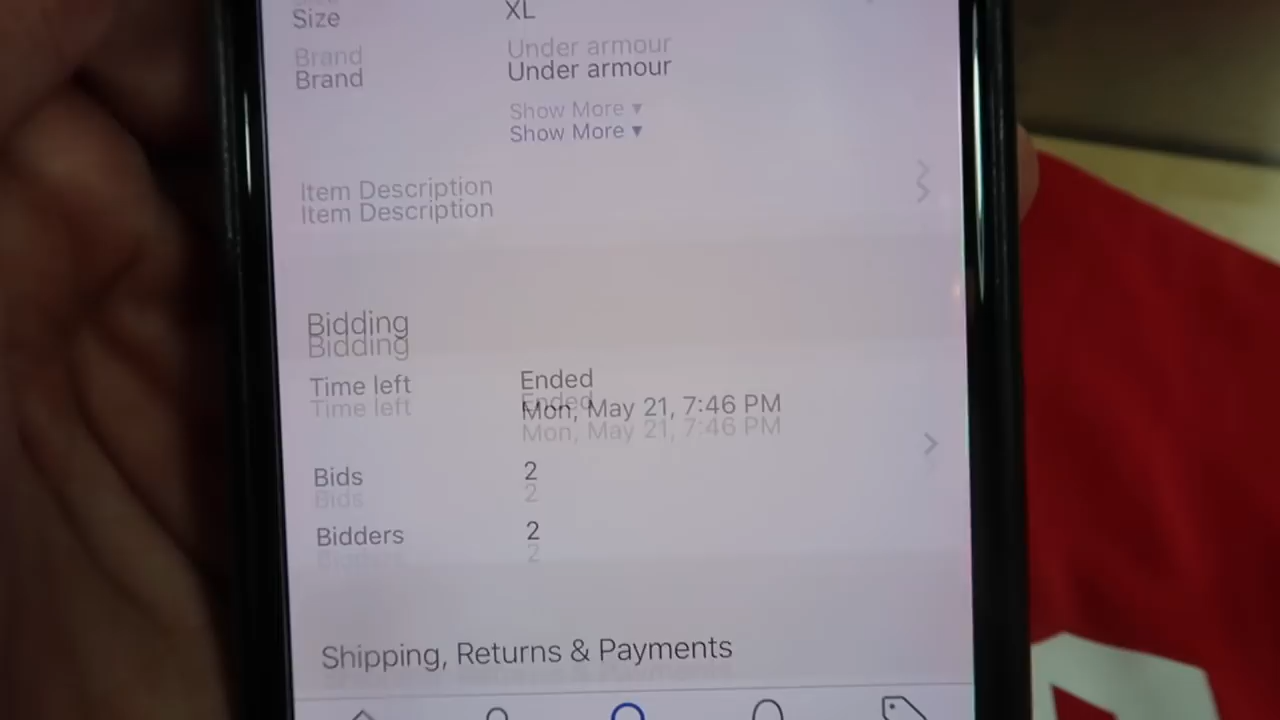 Size XL
Brand Under armour
Show More ▾
Item Description
Bidding
Time left Ended
Mon, May 21, 7:46 PM
Bids 2
Bidders 2
Shipping, Returns & Payments